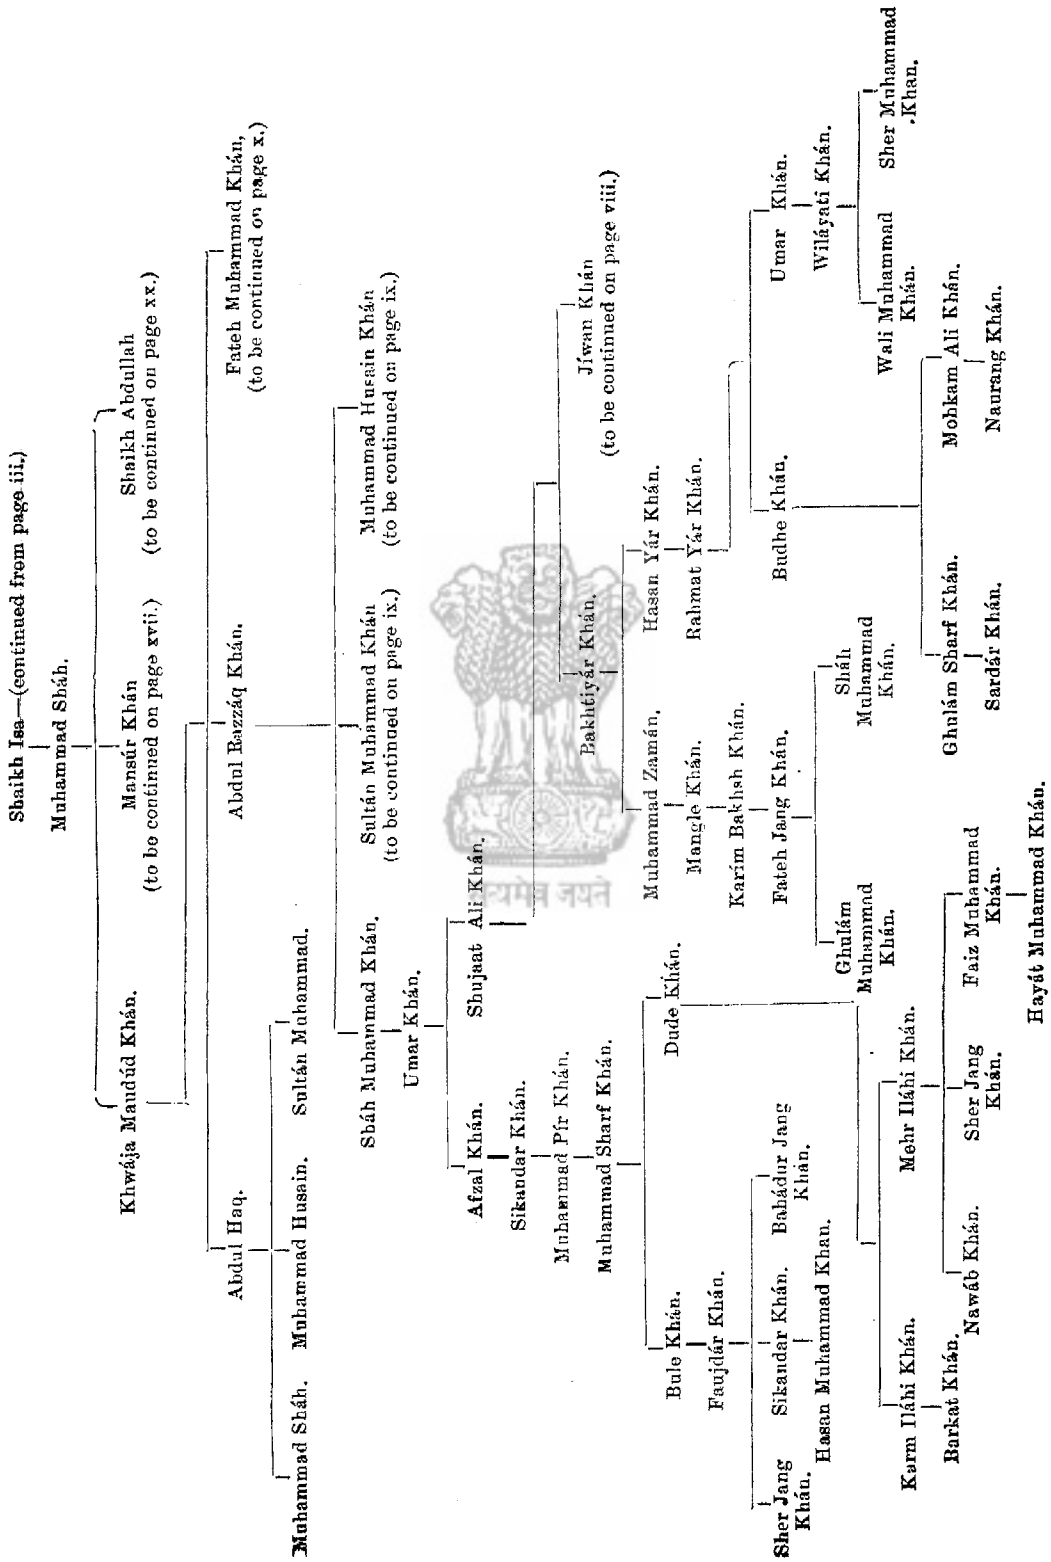 Shaikh Isa—(continued from page iii.)
Muhammad Sháh.
Khwája Maudúd Khán.
Mansúr Khán
(to be continued on page xvii.)
Shaikh Abdullah
(to be continued on page xx.)
Abdul Haq.
Abdul Razzáq Khán.
Fateh Muhammad Khán,
(to be continued on page x.)
Muhammad Sháh.
Muhammad Husain.
Sultán Muhammad.
Sháh Muhammad Khán.
Sultán Muhammad Khán
(to be continued on page ix.)
Muhammad Husain Khán
(to be continued on page ix.)
Umar Khán.
Afzal Khán.
Shujaat Ali Khán.
Sikandar Khán.
Muhammad Pír Khán.
Muhammad Sharf Khán.
Bakhtiyár Khán.
Jíwan Khán
(to be continued on page viii.)
Bule Khán.
Dude Khán.
Muhammad Zamán.
Hasan Yár Khán.
Faujdár Khán.
Mangle Khán.
Rahmat Yár Khán.
Karím Bakhsh Khán.
Sher Jang
Khán.
Sikandar Khán.
Bahádur Jang
Khán.
Fateh Jang Khán.
Budhe Khán.
Umar Khán.
Hasan Muhammad Khan.
Wiláyati Khán.
Ghulám
Muhammad
Khán.
Sháh
Muhammad
Khán.
Wali Muhammad
Khán.
Sher Muhammad
.Khan.
Karm Iláhi Khán.
Mehr Iláhi Khán.
Barkat Khán.
Ghulám Sharf Khán.
Mohkam Ali Khán.
Nawáb Khán.
Sher Jang
Khán.
Faiz Muhammad
Khán.
Sardár Khán.
Naurang Khán.
Hayát Muhammad Khán.
सत्यमेव जयते